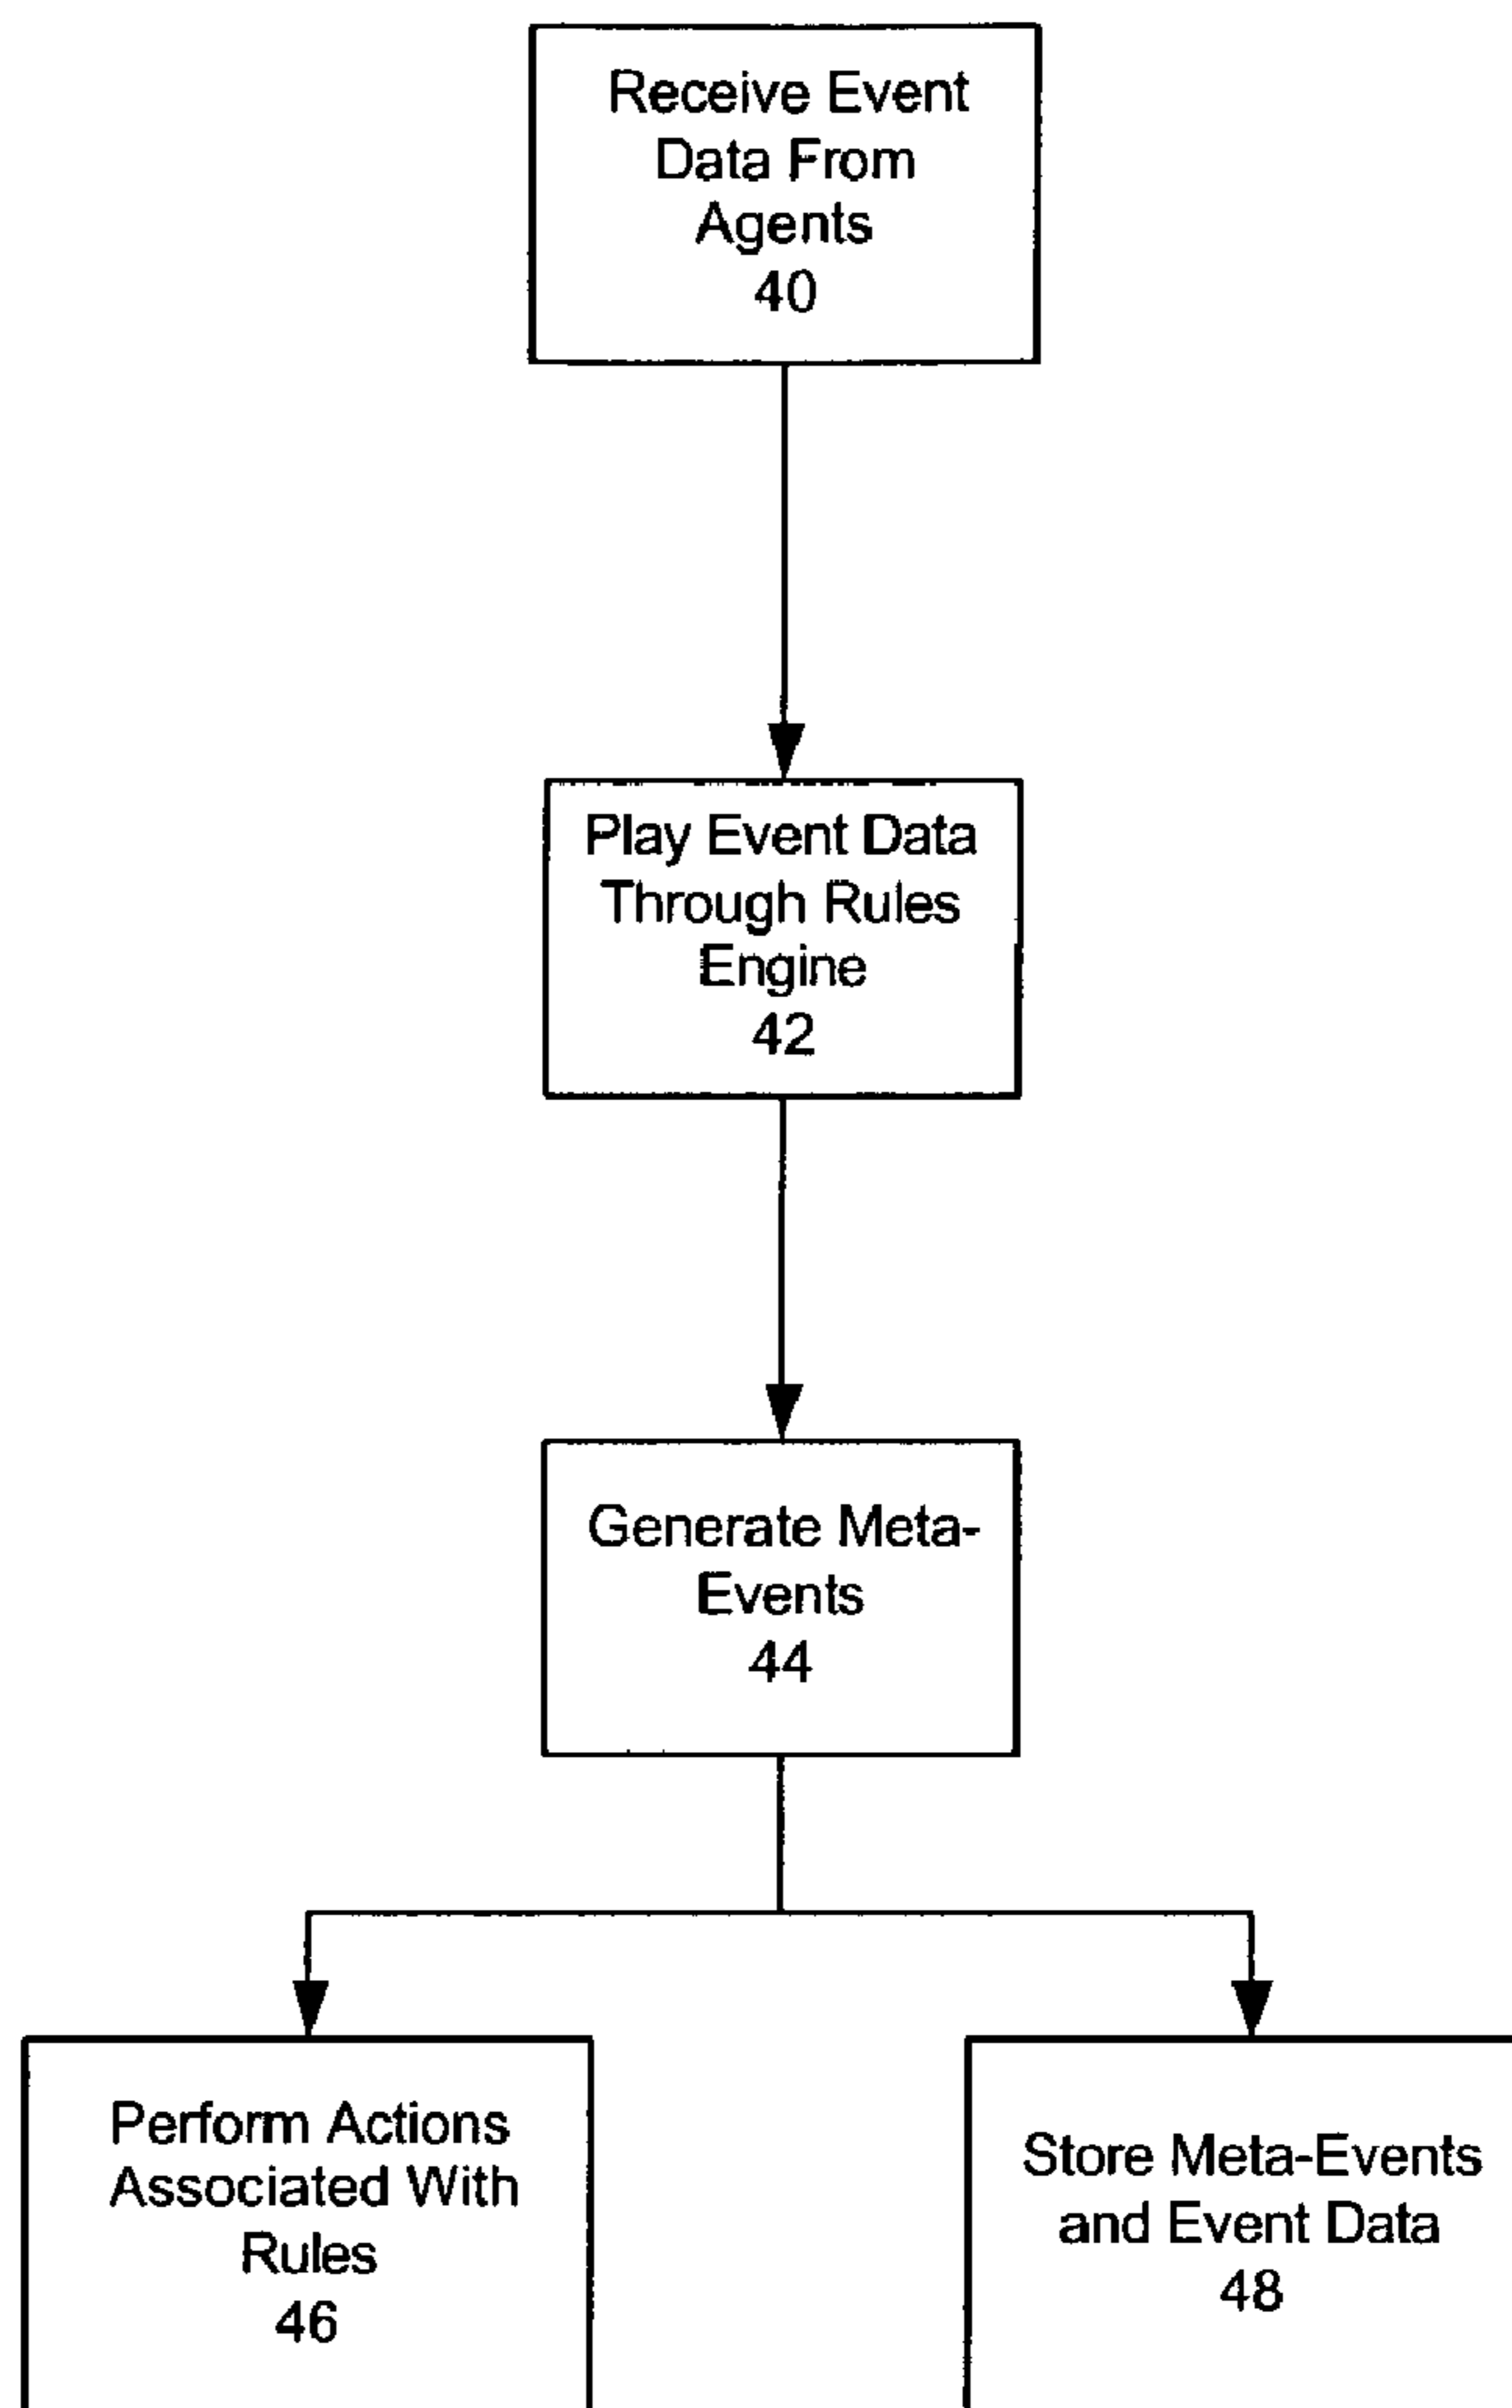 Receive Event
Data From
Agents
40
Play Event Data
Through Rules
Engine
42
Generate Meta-
Events
44
Perform Actions
Associated With
Rules
46
Store Meta-Events
and Event Data
48